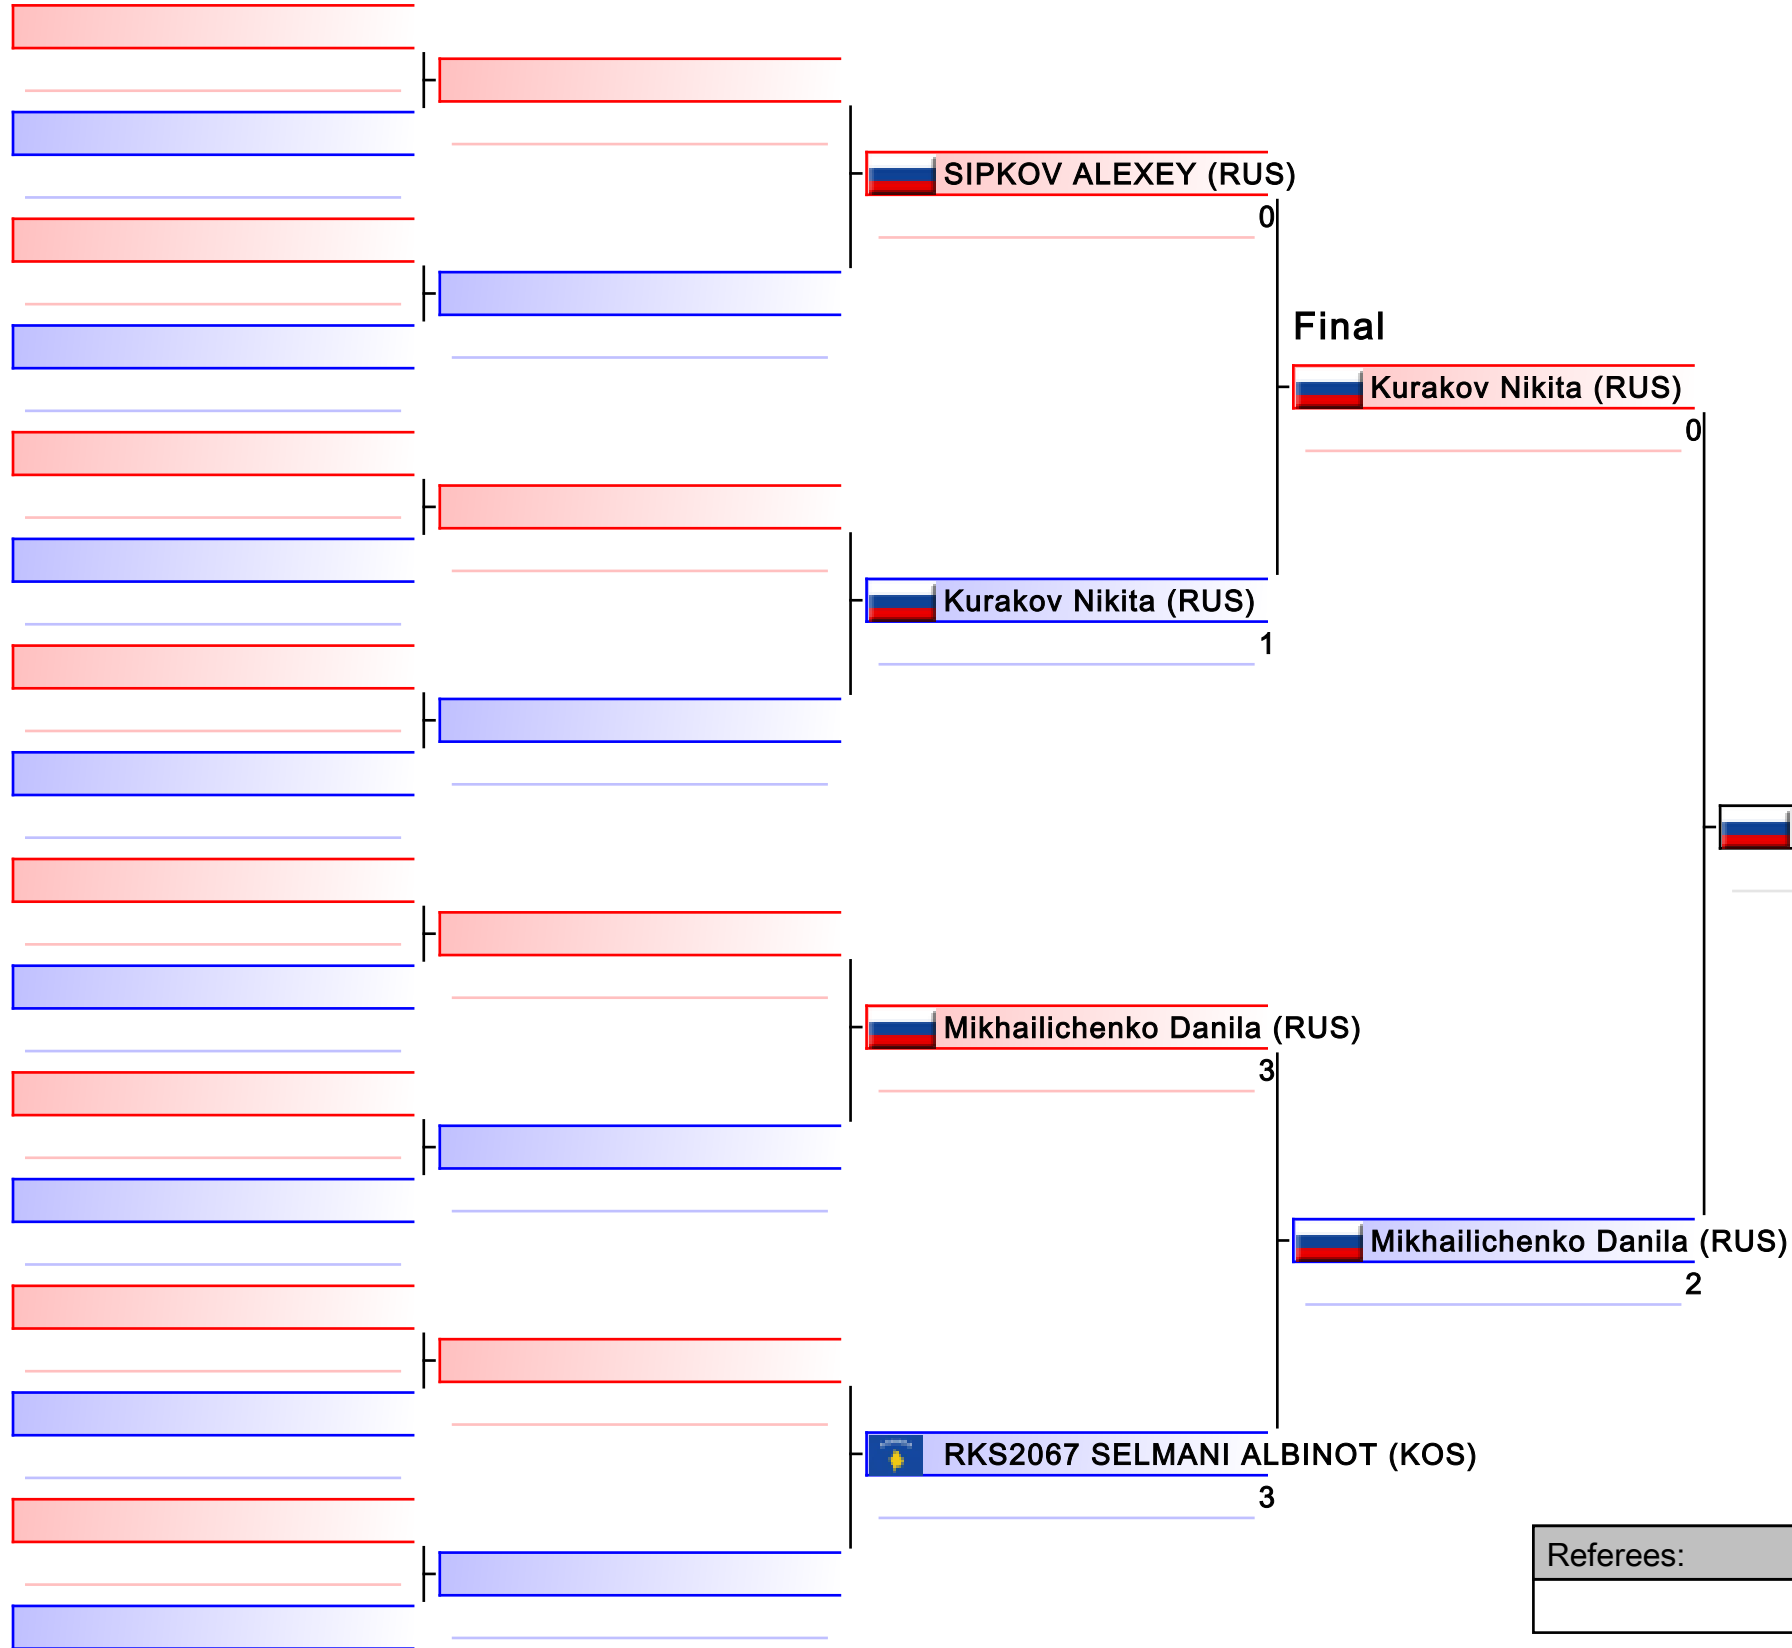 SIPKOV ALEXEY (RUS)
0
Final
Kurakov Nikita (RUS)
0
Kurakov Nikita (RUS)
1
Mikhailichenko Danila (RUS)
3
Mikhailichenko Danila (RUS)
2
RKS2067 SELMANI ALBINOT (KOS)
3
Referees: